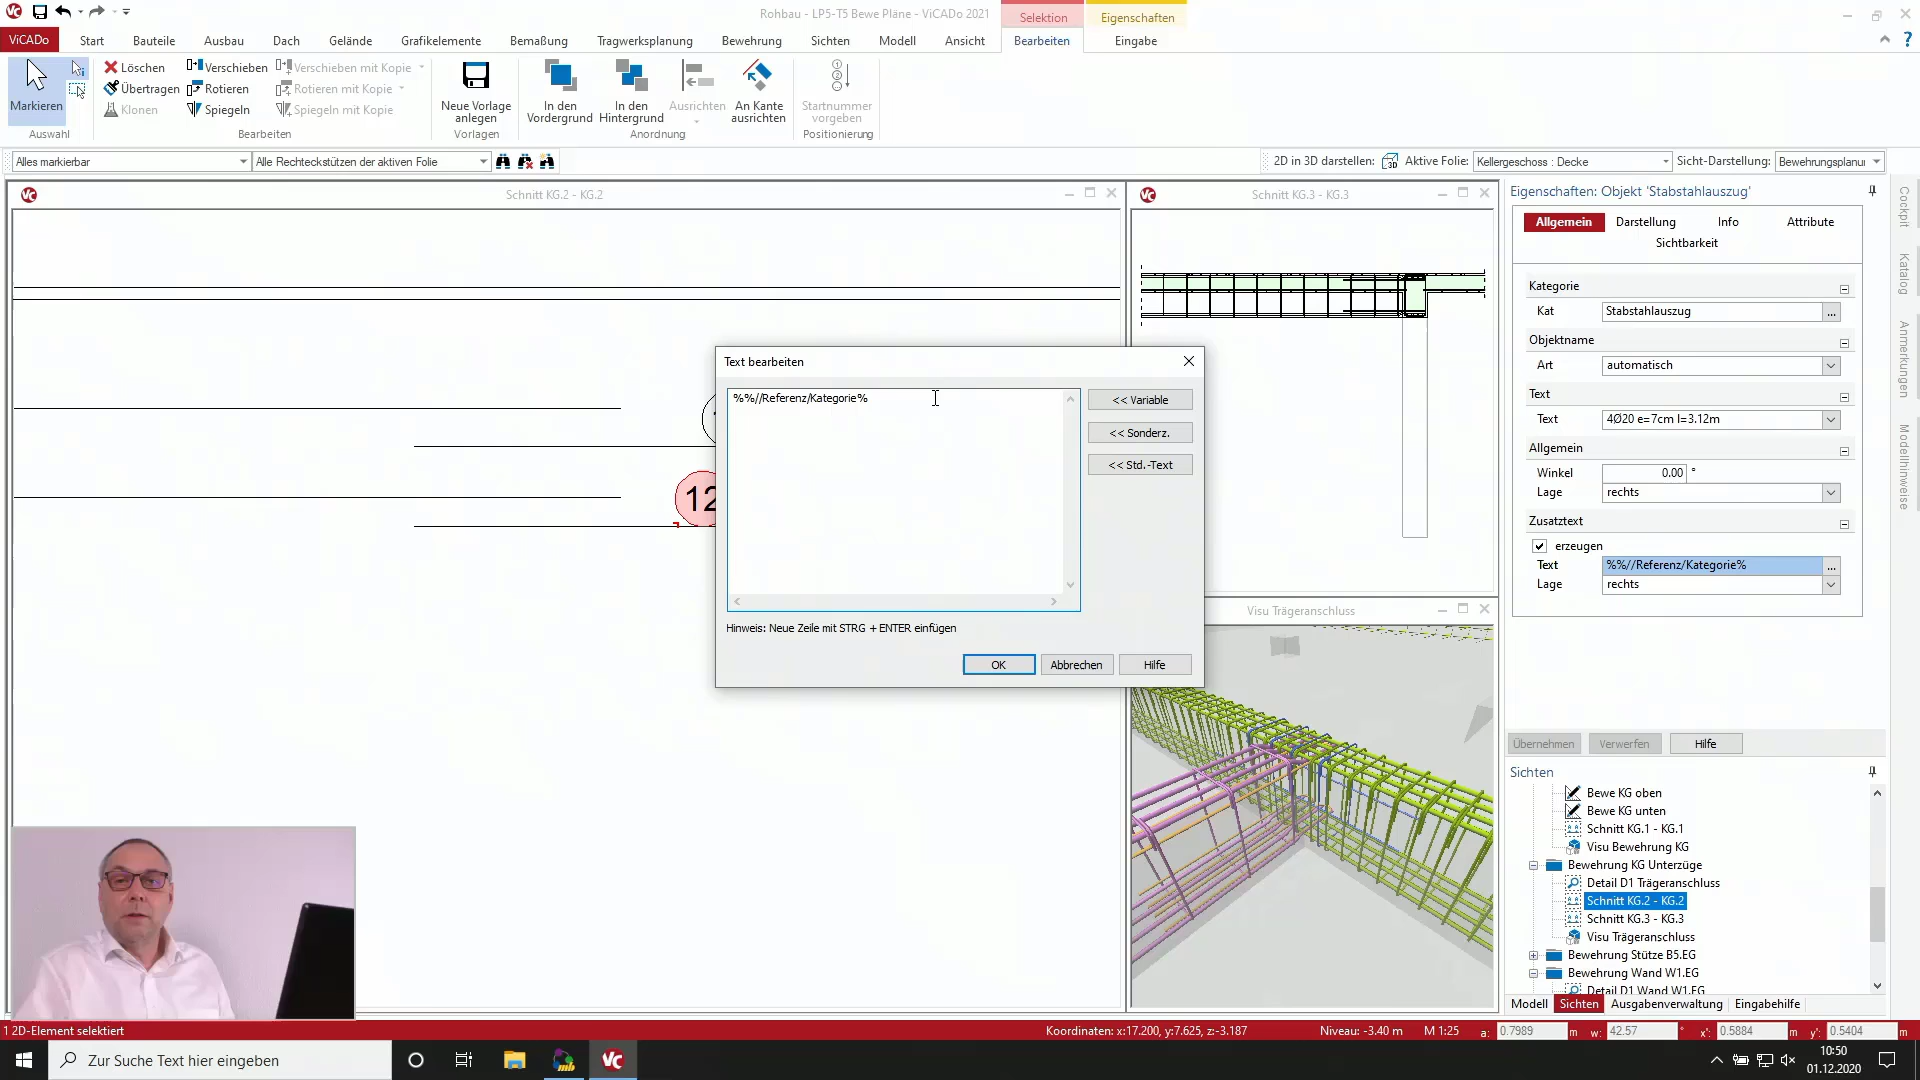 Rohbau - LP5-T5 Bewe Pläne - ViCADo 2021
Selektion
Eigenschaften
ViCADo
Start
Bauteile
Ausbau
Dach
Gelände
Grafikelemente
Bemaßung
Tragwerksplanung
Bewehrung
Sichten
Modell
Ansicht
Bearbeiten
Eingabe
Markieren
Auswahl
Löschen
Übertragen
Klonen
Verschieben
Rotieren
Spiegeln
Verschieben mit Kopie
Rotieren mit Kopie
Spiegeln mit Kopie
Bearbeiten
Neue Vorlage
anlegen
Vorlagen
In den
Vordergrund
In den
Hintergrund
Ausrichten
An Kante
ausrichten
Anordnung
Startnummer
vorgeben
Positionierung
Alles markierbar
Alle Rechteckstützen der aktiven Folie
2D in 3D darstellen:
Aktive Folie:
Kellergeschoss : Decke
Sicht-Darstellung:
Bewehrungsplanu
Schnitt KG.2 - KG.2
Schnitt KG.3 - KG.3
12
Text bearbeiten
%%//Referenz/Kategorie%
<< Variable
<< Sonderz.
<< Std.-Text
Hinweis: Neue Zeile mit STRG + ENTER einfügen
OK
Abbrechen
Hilfe
Visu Trägeranschluss
Eigenschaften: Objekt 'Stabstahlauszug'
Allgemein
Darstellung
Info
Attribute
Sichtbarkeit
Kategorie
Kat
Stabstahlauszug
...
Objektname
Art
automatisch
Text
Text
4Ø20 e=7cm l=3.12m
Allgemein
Winkel
0.00 °
Lage
rechts
Zusatztext
erzeugen
Text
%%//Referenz/Kategorie%
...
Lage
rechts
Übernehmen
Verwerfen
Hilfe
Cockpit
Katalog
Anmerkungen
Modellhinweise
Sichten
Bewe KG oben
Bewe KG unten
Schnitt KG.1 - KG.1
Visu Bewehrung KG
Bewehrung KG Unterzüge
Detail D1 Trägeranschluss
Schnitt KG.2 - KG.2
Schnitt KG.3 - KG.3
Visu Trägeranschluss
Bewehrung Stütze B5.EG
Bewehrung Wand W1.EG
Detail D1 Wand W1.EG
Modell
Sichten
Ausgabenverwaltung
Eingabehilfe
1 2D-Element selektiert
Koordinaten: x:17.200, y:7.625, z:-3.187
Niveau: -3.40 m
M 1:25
a: 0.7989 m
w: 42.57 °
x': 0.5884 m
y': 0.5404 m
Zur Suche Text hier eingeben
10:50
01.12.2020